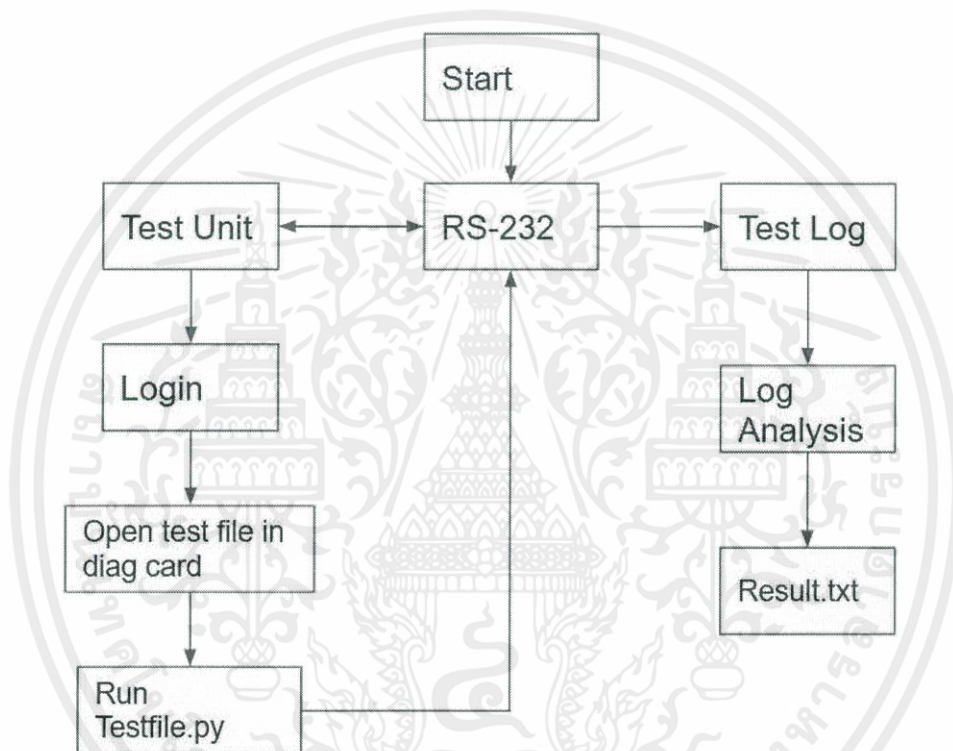 Start
Test Unit
RS-232
Test Log
Login
Log
Analysis
Open test file in
diag card
Result.txt
Run
Testfile.py